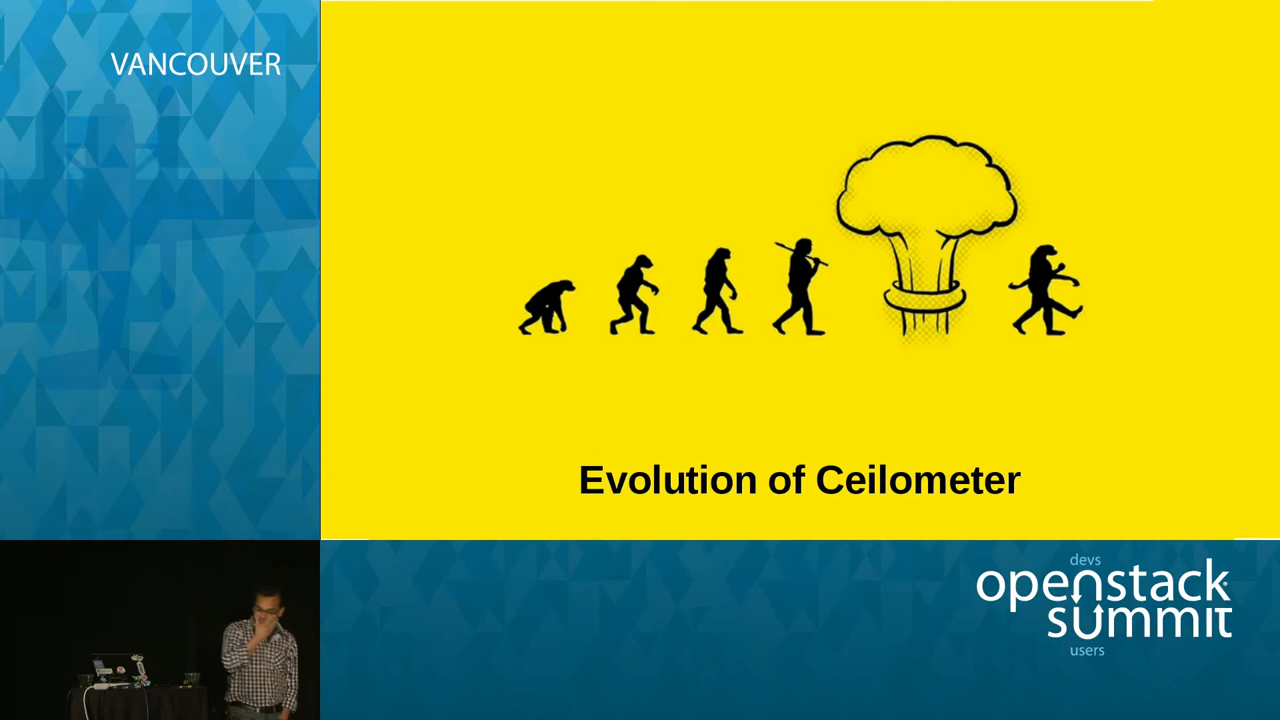 VANCOUVER
Evolution of Ceilometer
devs
openstack
summit
users